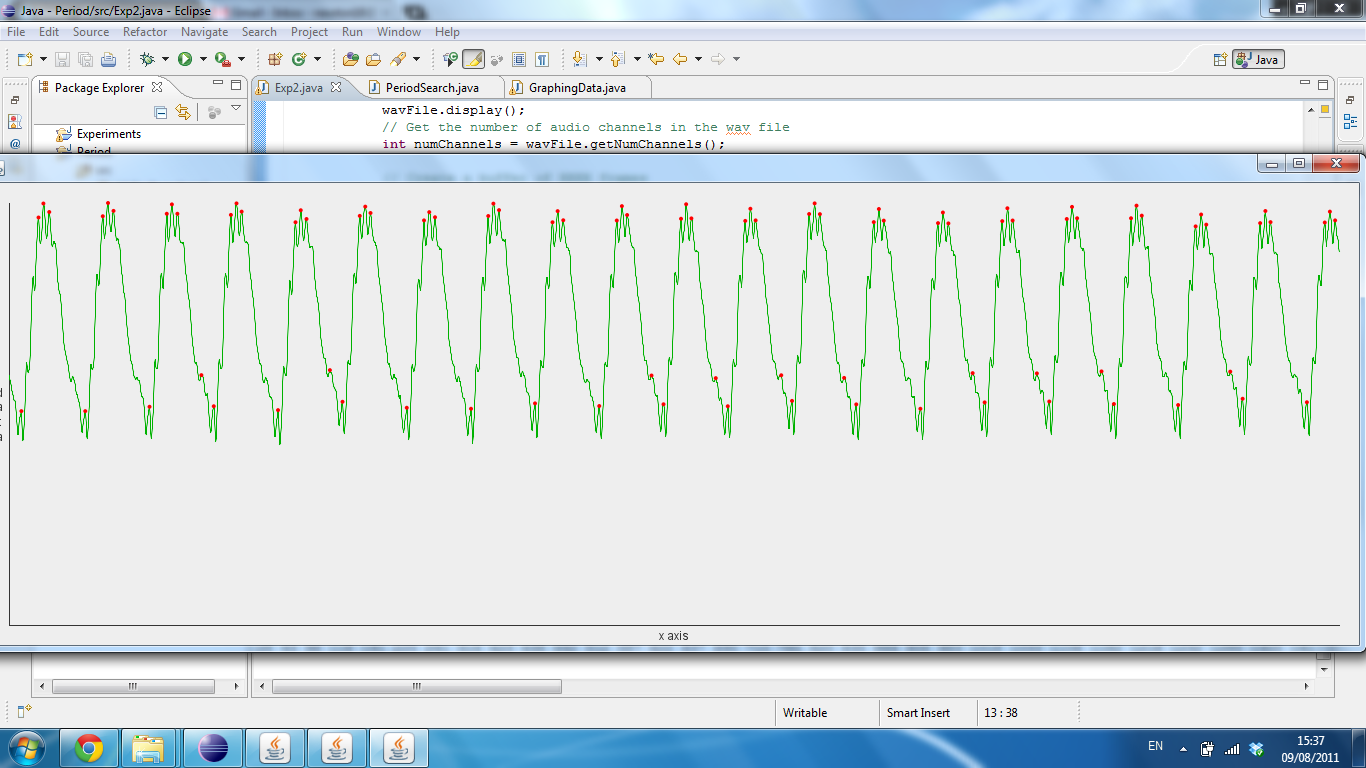 Java - Period/src/Exp2.java - Eclipse
File Edit Source Refactor Navigate Search Project Run Window Help
Java
Package Explorer
Exp2.java PeriodSearch.java GraphingData.java
Experiments
Period
wavFile.display();
// Get the number of audio channels in the wav file
int numChannels = wavFile.getNumChannels();
d
a
t
a
x axis
Writable Smart Insert 13 : 38
EN
15:37
09/08/2011